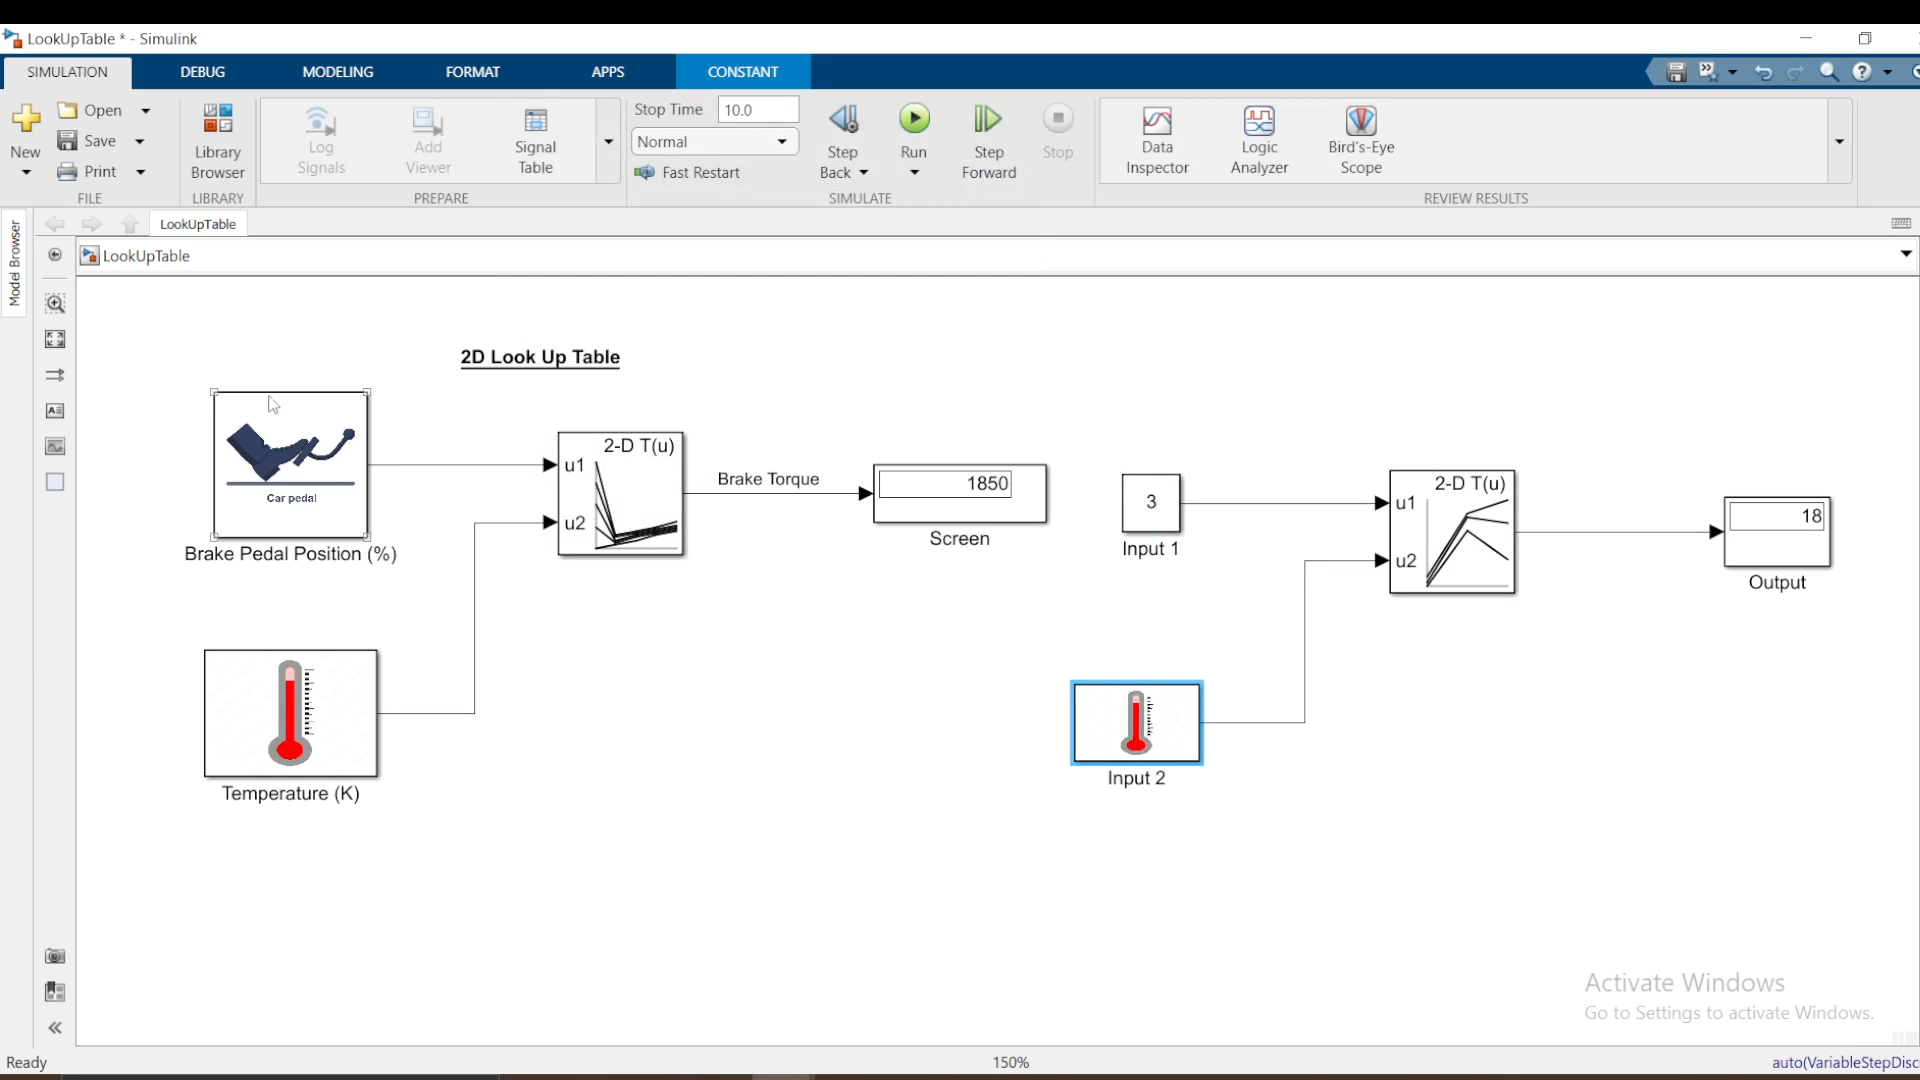 LookUpTable * - Simulink
SIMULATION DEBUG MODELING FORMAT APPS CONSTANT
New
Open
Save
Print
FILE
Library
Browser
LIBRARY
Log
Signals
Add
Viewer
Signal
Table
PREPARE
Stop Time 10.0
Normal
Fast Restart
Step
Back
Run
Step
Forward
Stop
SIMULATE
Data
Inspector
Logic
Analyzer
Bird's-Eye
Scope
REVIEW RESULTS
Model Browser
LookUpTable
LookUpTable
2D Look Up Table
Car pedal
Brake Pedal Position (%)
2-D T(u)
u1
u2
Brake Torque
1850
Screen
Temperature (K)
3
Input 1
2-D T(u)
u1
u2
18
Output
Input 2
Activate Windows
Go to Settings to activate Windows.
Ready 150% auto(VariableStepDisc